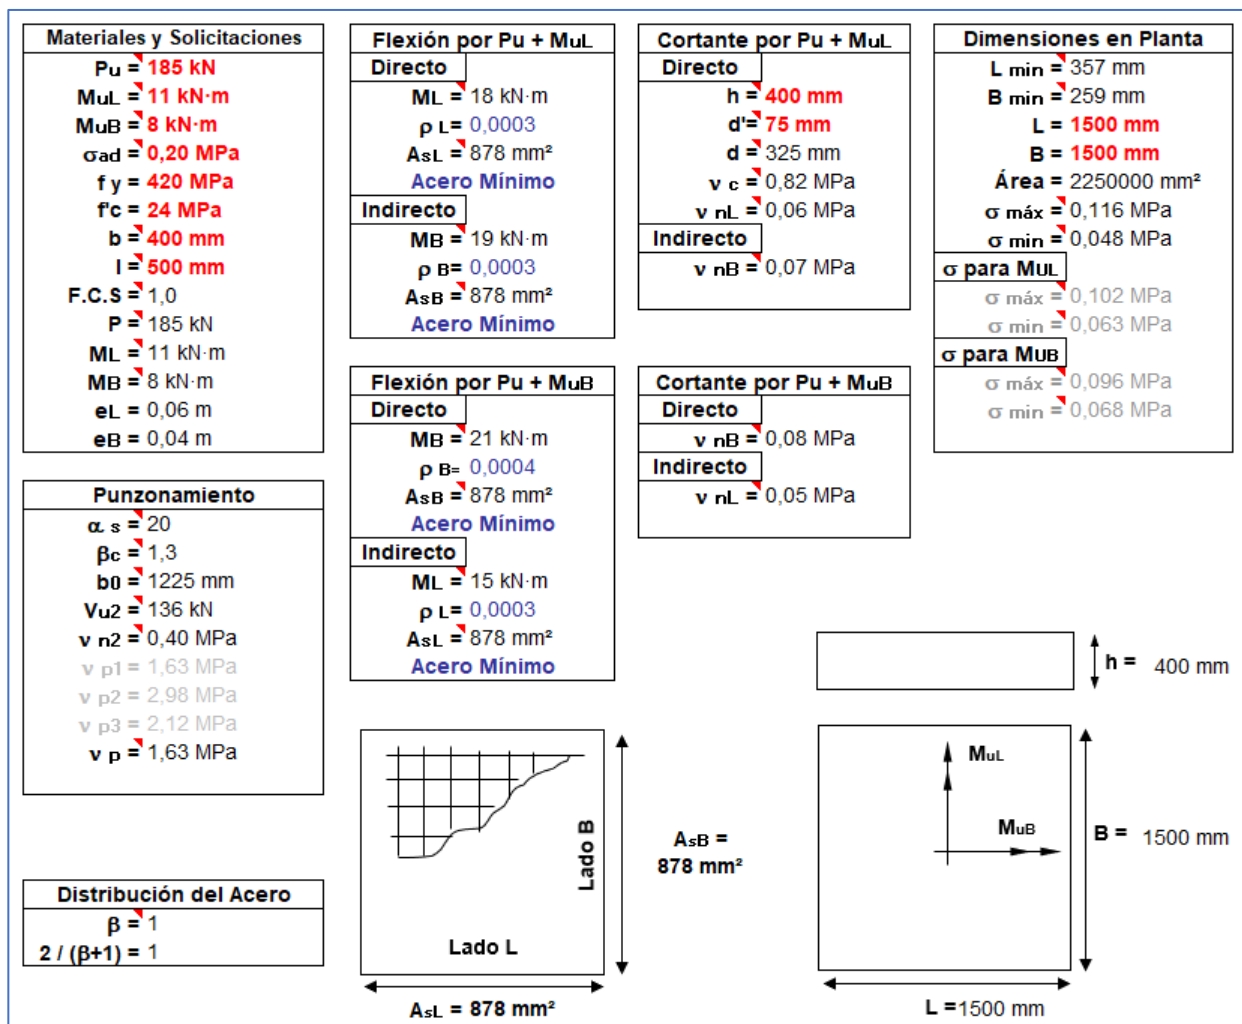 Materiales y Solicitaciones
Pu = 185 kN
MuL = 11 kN·m
MuB = 8 kN·m
σad = 0,20 MPa
f y = 420 MPa
f'c = 24 MPa
b = 400 mm
l = 500 mm
F.C.S = 1,0
P = 185 kN
ML = 11 kN·m
MB = 8 kN·m
eL = 0,06 m
eB = 0,04 m
Punzonamiento
α s = 20
βc = 1,3
b0 = 1225 mm
Vu2 = 136 kN
ν n2 = 0,40 MPa
ν p1 = 1,63 MPa
ν p2 = 2,98 MPa
ν p3 = 2,12 MPa
ν p = 1,63 MPa
Distribución del Acero
β = 1
2 / (β+1) = 1
Flexión por Pu + MuL
Directo
ML = 18 kN·m
ρ L= 0,0003
AsL = 878 mm²
Acero Mínimo
Indirecto
MB = 19 kN·m
ρ B= 0,0003
AsB = 878 mm²
Acero Mínimo
Flexión por Pu + MuB
Directo
MB = 21 kN·m
ρ B= 0,0004
AsB = 878 mm²
Acero Mínimo
Indirecto
ML = 15 kN·m
ρ L= 0,0003
AsL = 878 mm²
Acero Mínimo
Cortante por Pu + MuL
Directo
h = 400 mm
d'= 75 mm
d = 325 mm
ν c = 0,82 MPa
ν nL = 0,06 MPa
Indirecto
ν nB = 0,07 MPa
Cortante por Pu + MuB
Directo
ν nB = 0,08 MPa
Indirecto
ν nL = 0,05 MPa
Dimensiones en Planta
L min = 357 mm
B min = 259 mm
L = 1500 mm
B = 1500 mm
Área = 2250000 mm²
σ máx = 0,116 MPa
σ min = 0,048 MPa
σ para MUL
σ máx = 0,102 MPa
σ min = 0,063 MPa
σ para MUB
σ máx = 0,096 MPa
σ min = 0,068 MPa
Lado B
Lado L
AsB =
878 mm²
AsL = 878 mm²
h = 400 mm
MuL
MuB
B = 1500 mm
L =1500 mm